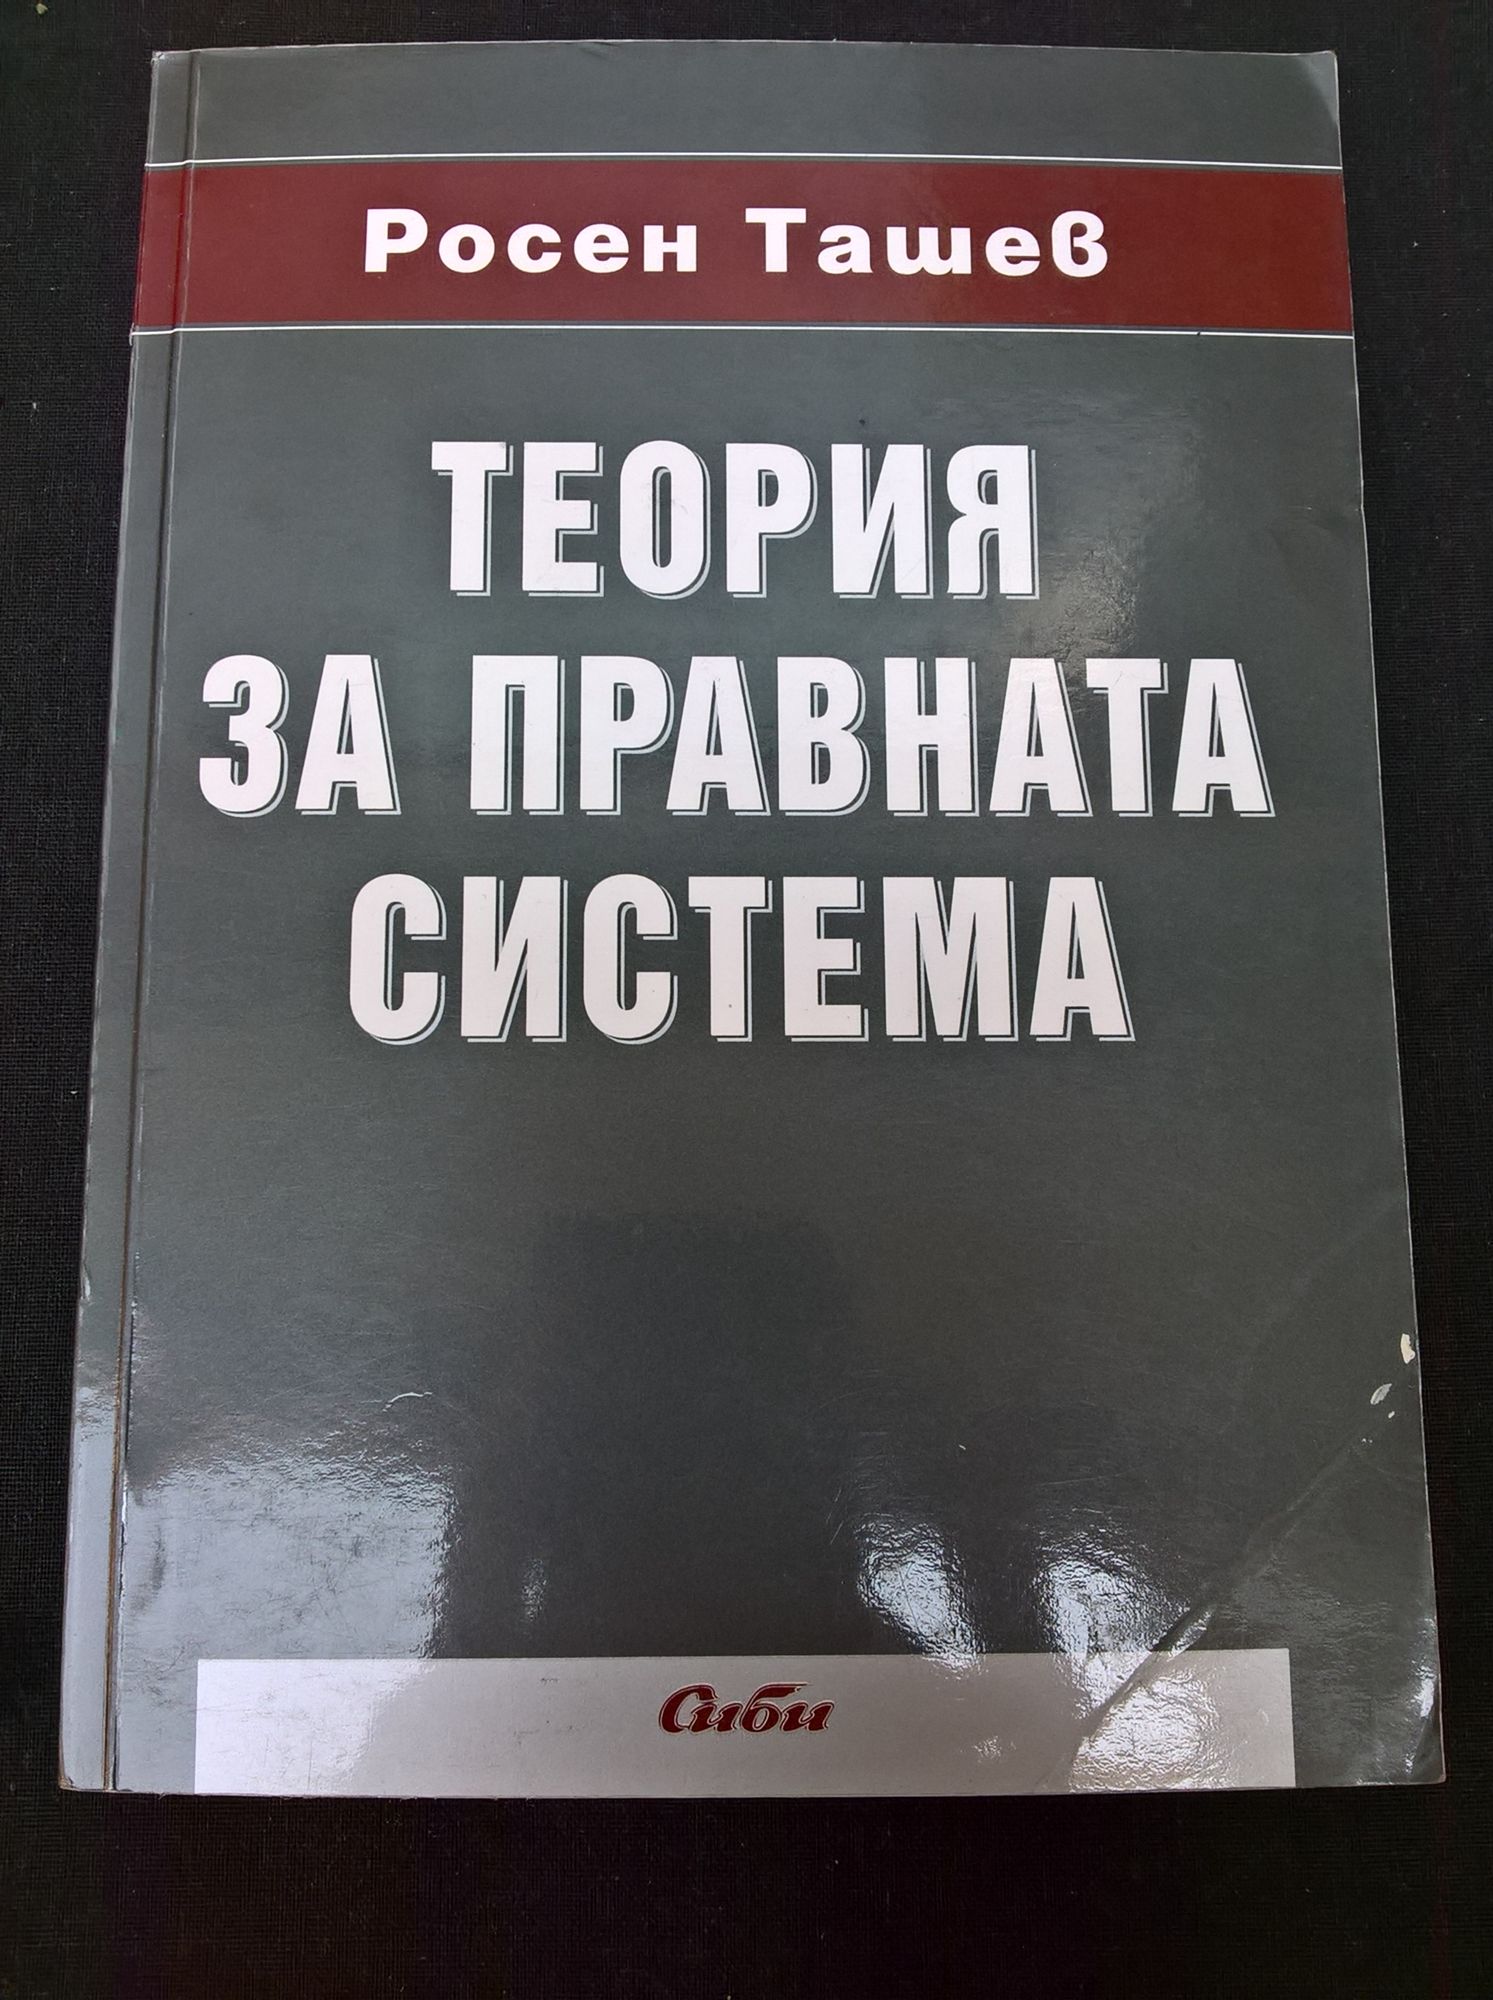 Росен Ташев
ТЕОРИЯ
ЗА ПРАВНАТА
СИСТЕМА
Сиби